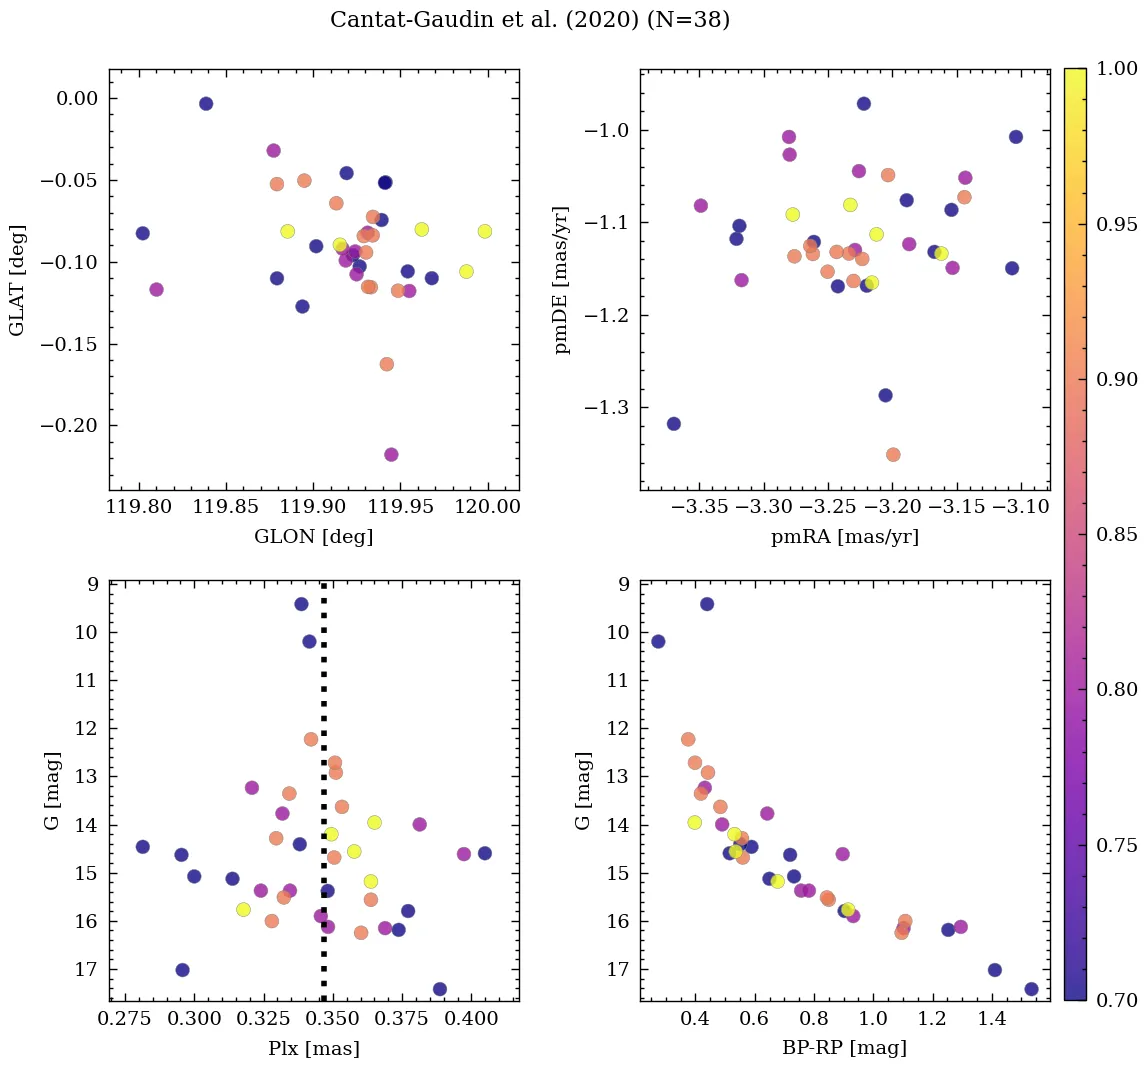 Cantat-Gaudin et al. (2020) (N=38)
0.00
−0.05
−0.10
−0.15
−0.20
GLAT [deg]
119.80 119.85 119.90 119.95 120.00
GLON [deg]
−1.0
−1.1
−1.2
−1.3
pmDE [mas/yr]
−3.35 −3.30 −3.25 −3.20 −3.15 −3.10
pmRA [mas/yr]
9
10
11
12
13
14
15
16
17
G [mag]
0.275 0.300 0.325 0.350 0.375 0.400
Plx [mas]
9
10
11
12
13
14
15
16
17
G [mag]
0.4 0.6 0.8 1.0 1.2 1.4
BP-RP [mag]
1.00
0.95
0.90
0.85
0.80
0.75
0.70